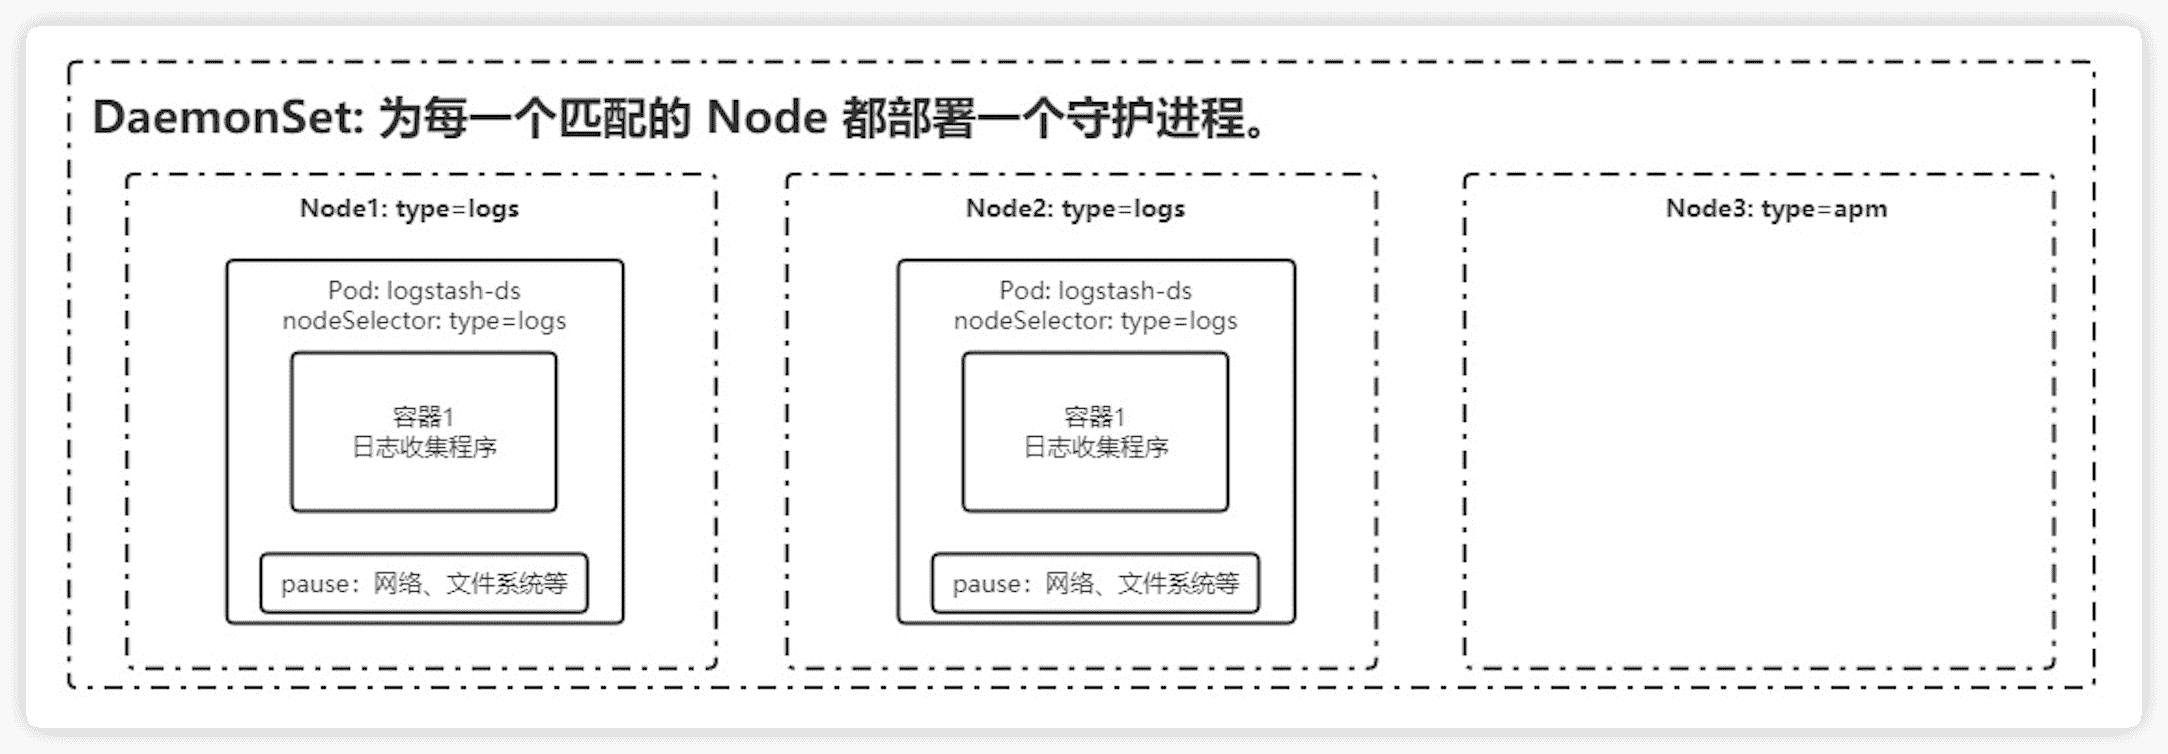 DaemonSet: 为每一个匹配的 Node 都部署一个守护进程。
Node1: type=logs
Pod: logstash-ds
nodeSelector: type=logs
容器1
日志收集程序
pause：网络、文件系统等
Node2: type=logs
Pod: logstash-ds
nodeSelector: type=logs
容器1
日志收集程序
pause：网络、文件系统等
Node3: type=apm